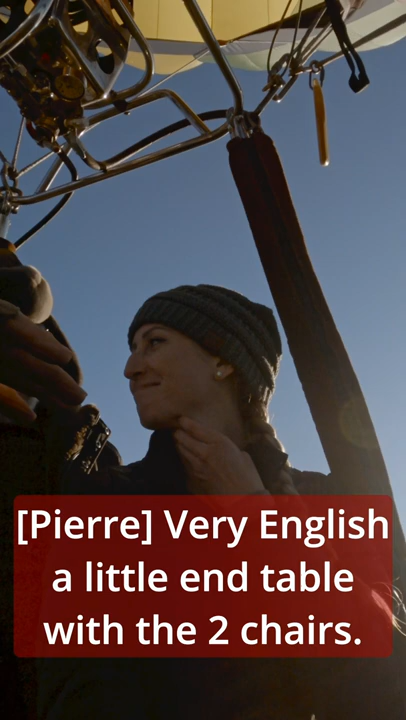 [Pierre] Very English
a little end table
with the 2 chairs.